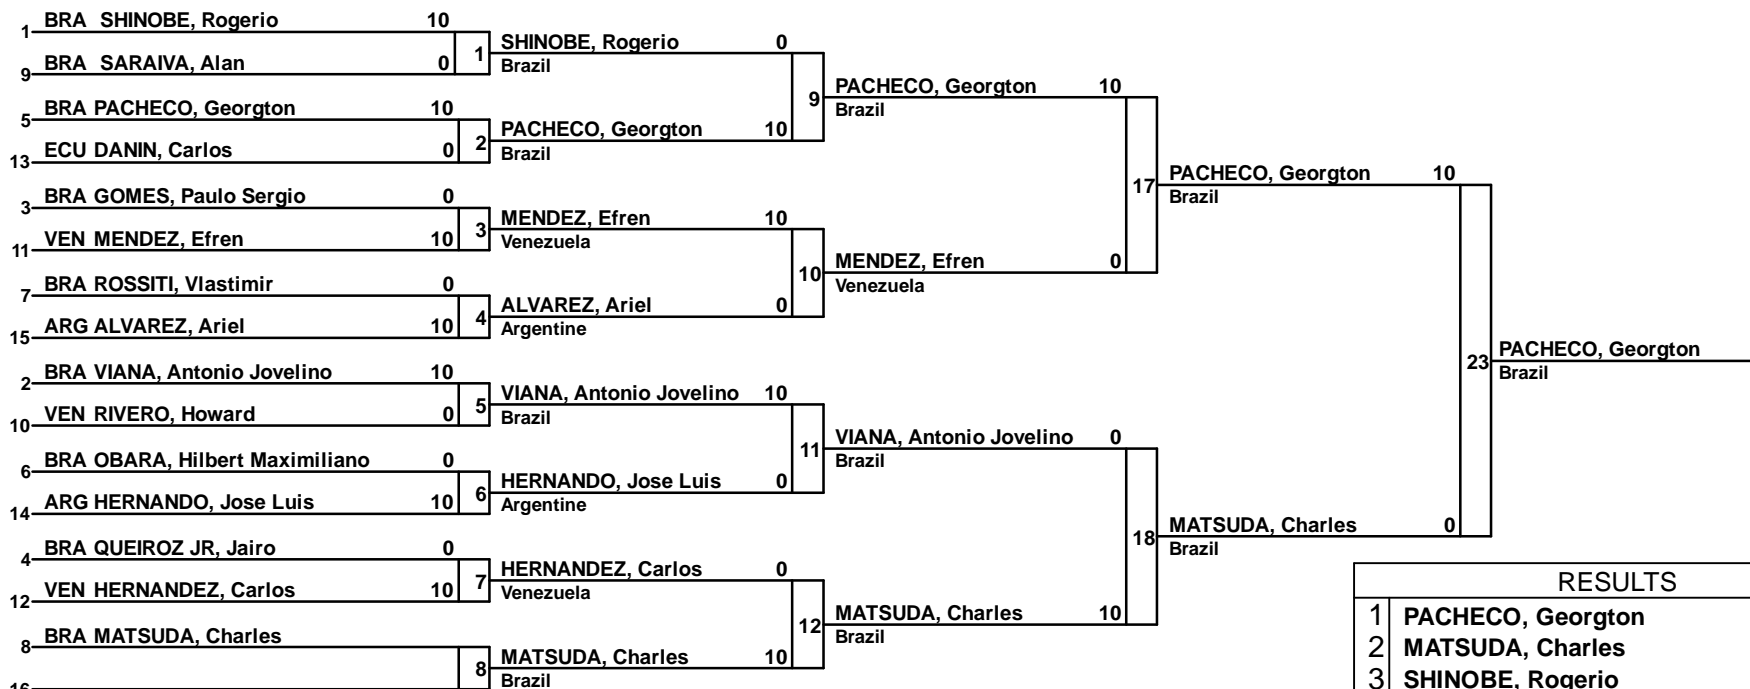 1 BRA SHINOBE, Rogerio 10
9 BRA SARAIVA, Alan 0
1
5 BRA PACHECO, Georgton 10
13 ECU DANIN, Carlos 0
2
3 BRA GOMES, Paulo Sergio 0
11 VEN MENDEZ, Efren 10
3
7 BRA ROSSITI, Vlastimir 0
15 ARG ALVAREZ, Ariel 10
4
2 BRA VIANA, Antonio Jovelino 10
10 VEN RIVERO, Howard 0
5
6 BRA OBARA, Hilbert Maximiliano 0
14 ARG HERNANDO, Jose Luis 10
6
4 BRA QUEIROZ JR, Jairo 0
12 VEN HERNANDEZ, Carlos 10
7
8 BRA MATSUDA, Charles
16
8
SHINOBE, Rogerio 0
Brazil
PACHECO, Georgton 10
Brazil
9
MENDEZ, Efren 10
Venezuela
ALVAREZ, Ariel 0
Argentine
10
VIANA, Antonio Jovelino 10
Brazil
HERNANDO, Jose Luis 0
Argentine
11
HERNANDEZ, Carlos 0
Venezuela
MATSUDA, Charles 10
Brazil
12
PACHECO, Georgton 10
Brazil
MENDEZ, Efren 0
Venezuela
17
VIANA, Antonio Jovelino 0
Brazil
MATSUDA, Charles 10
Brazil
18
PACHECO, Georgton 10
Brazil
MATSUDA, Charles 0
Brazil
23
PACHECO, Georgton
Brazil
RESULTS
1 PACHECO, Georgton
2 MATSUDA, Charles
3 SHINOBE, Rogerio